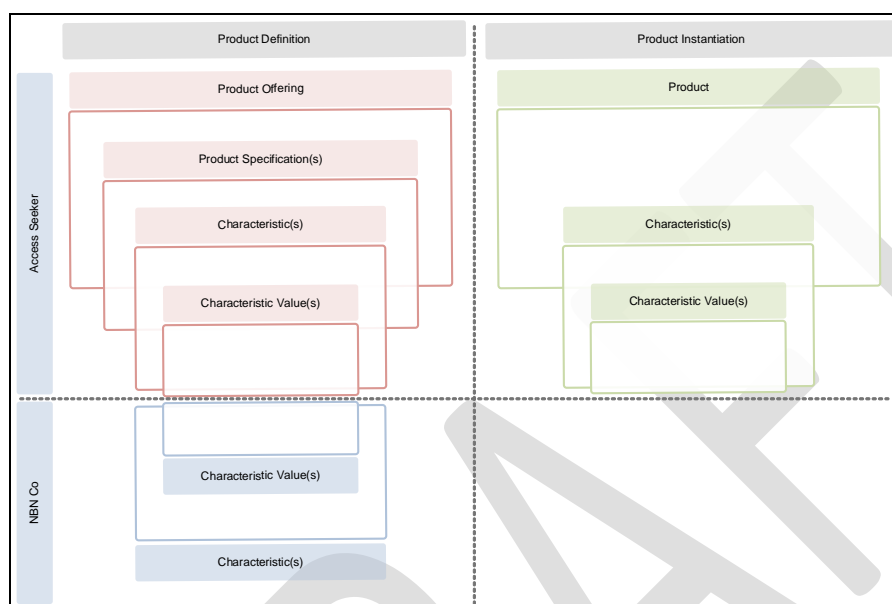 Product Definition
Product Instantiation
Access Seeker
Product Offering
Product
Product Specification(s)
Characteristic(s)
Characteristic(s)
Characteristic Value(s)
Characteristic Value(s)
NBN Co
Characteristic Value(s)
Characteristic(s)